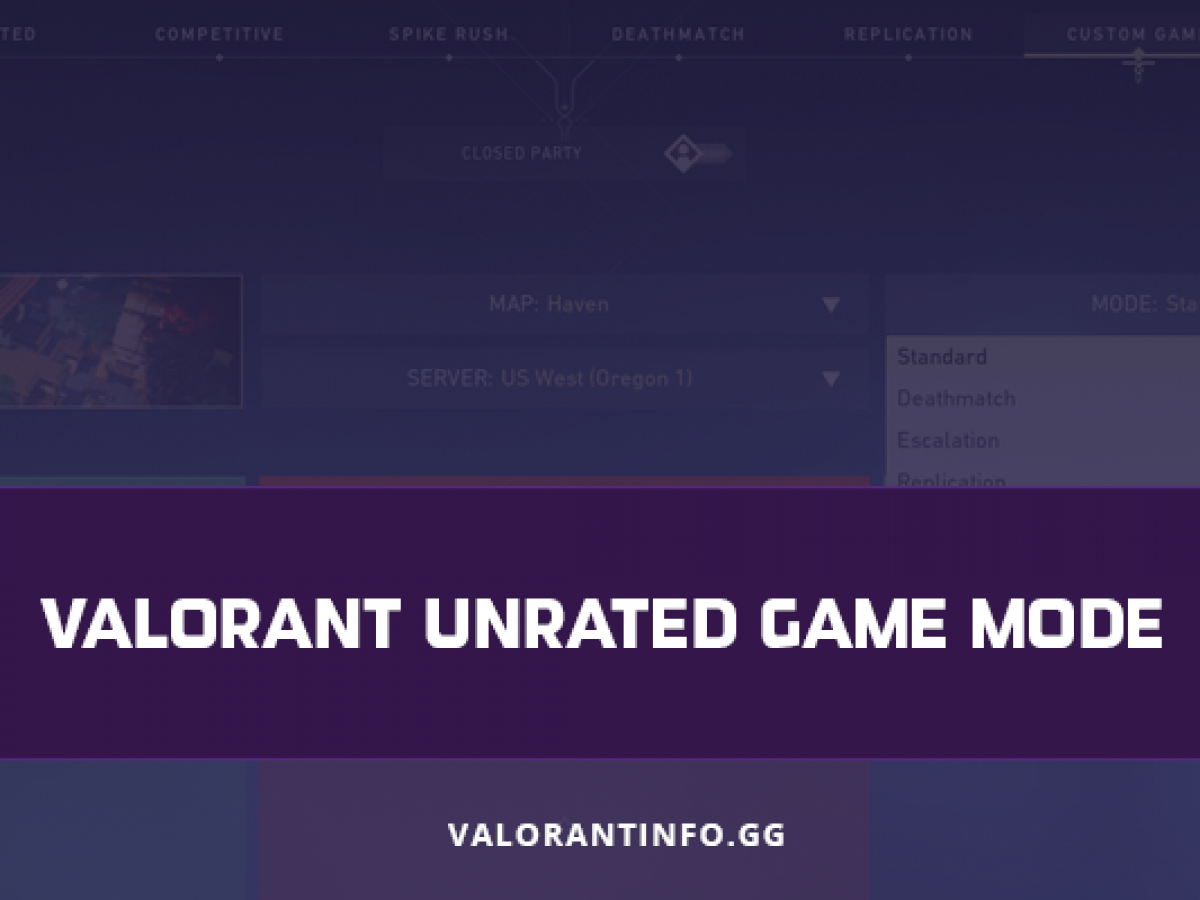 TED COMPETITIVE SPIKE RUSH DEATHMATCH REPLICATION CUSTOM GAM
CLOSED PARTY
MAP: Haven
MODE: Sta
SERVER: US West (Oregon 1)
Standard
Deathmatch
Escalation
Replication
VALORANT UNRATED GAME MODE
VALORANTINFO.GG